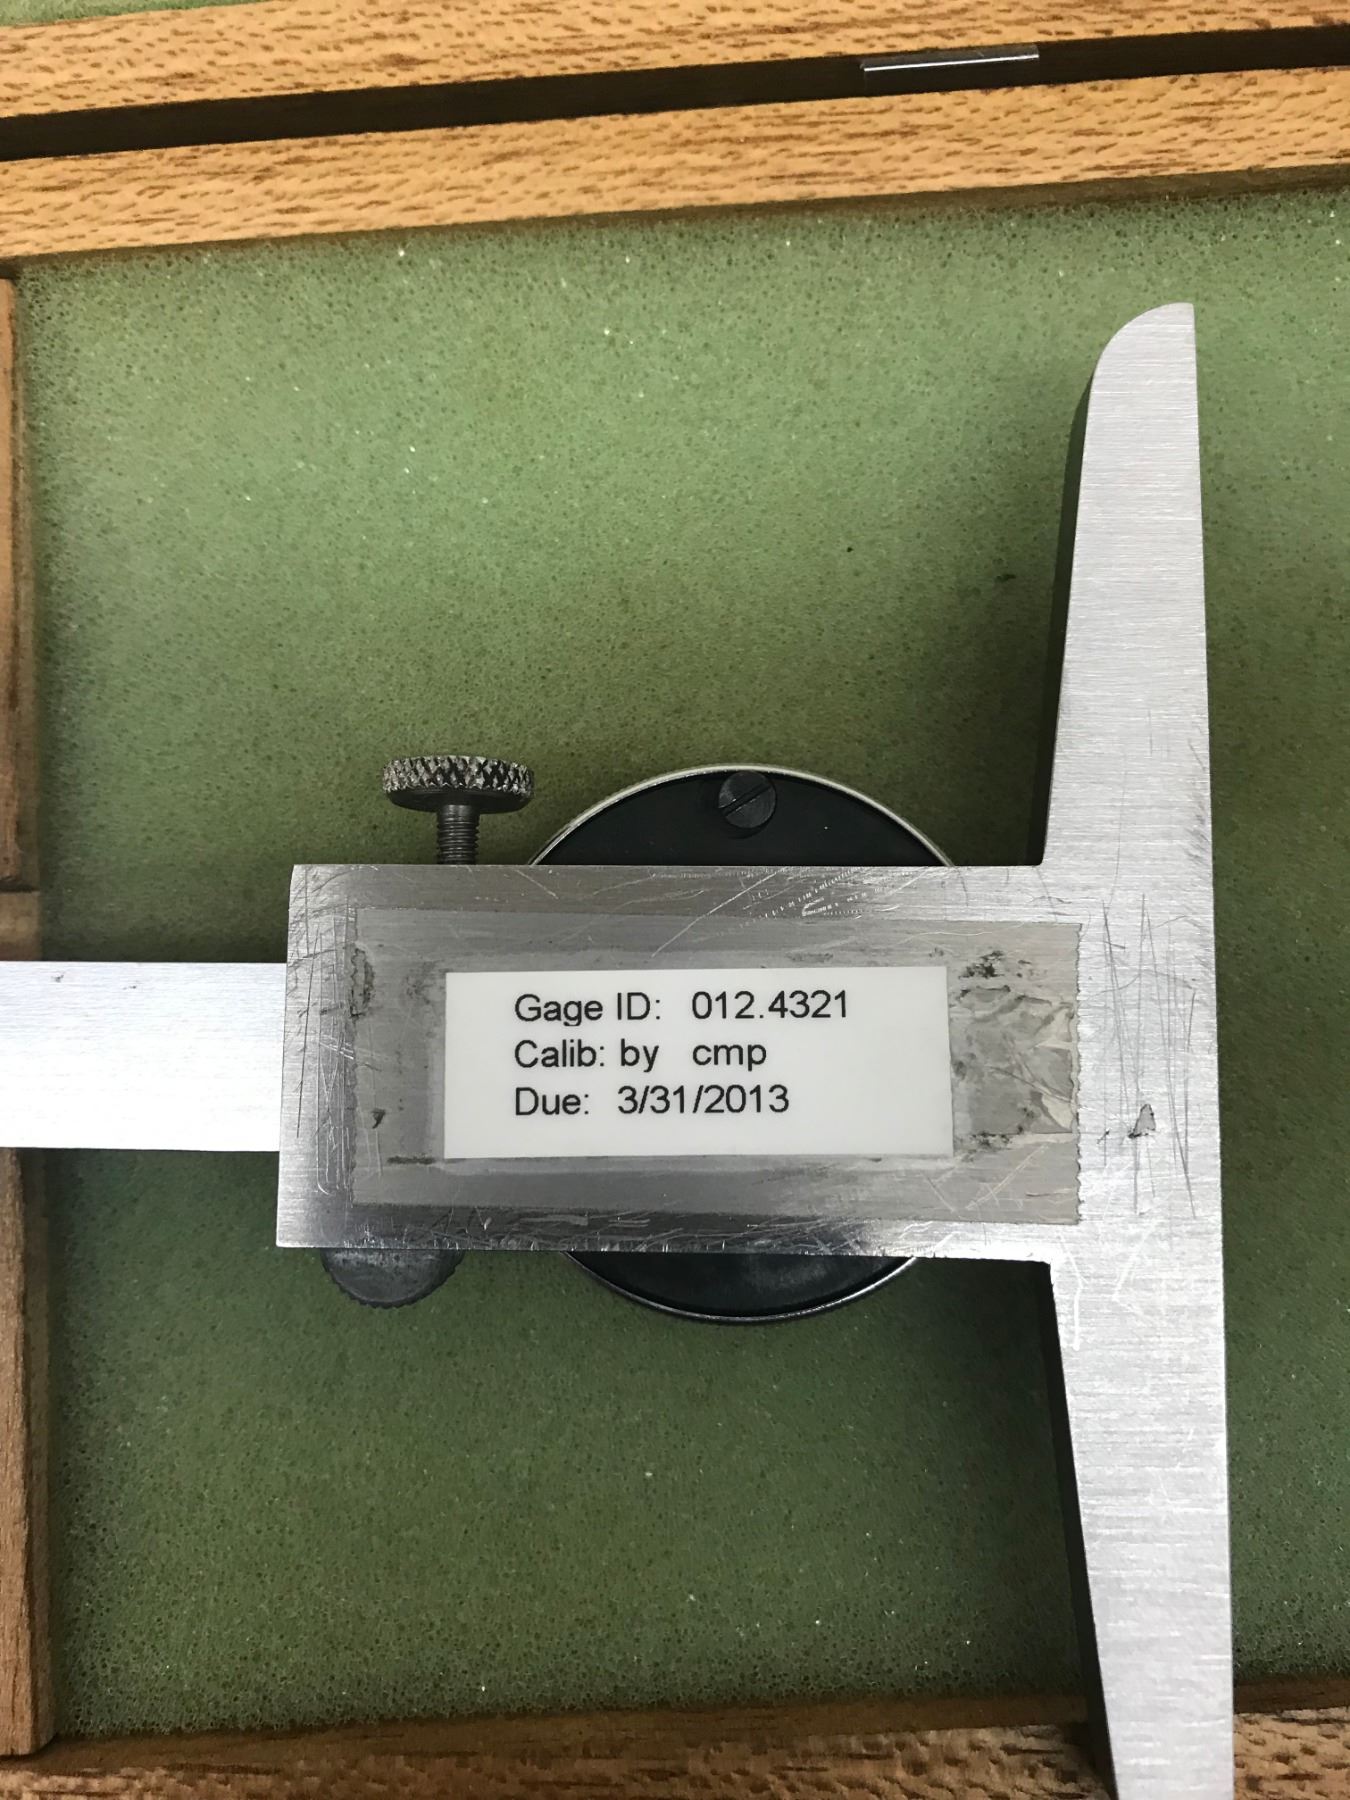 Gage ID: 012.4321
Calib: by cmp
Due: 3/31/2013